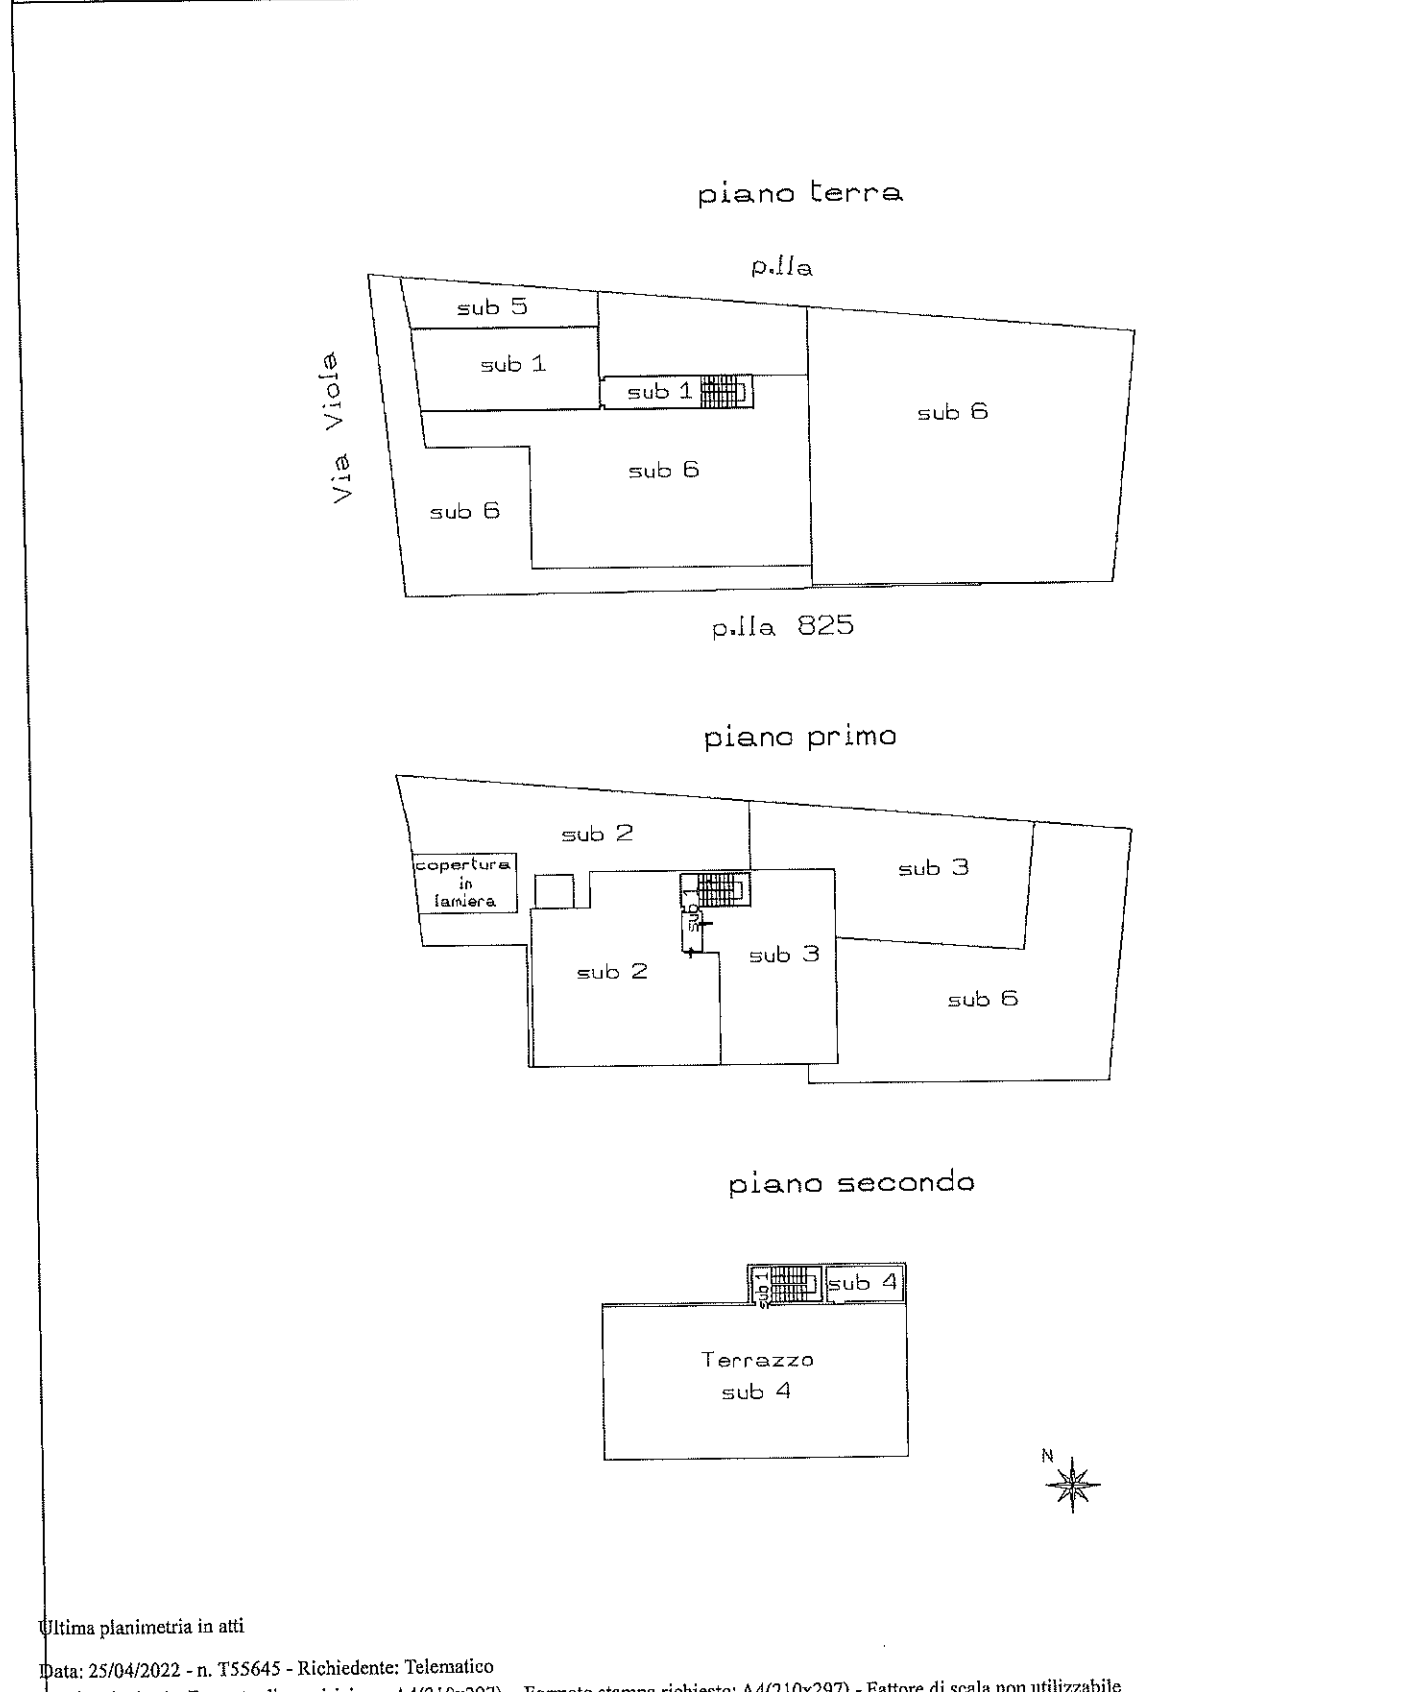 piano terra
p.lla
sub 5
sub 1
sub 1
sub 6
Via Viola
sub 6
sub 6
p.lla 825
piano primo
sub 2
copertura
in
lamiera
sub 3
sub 1
sub 2
sub 3
sub 6
piano secondo
sub 1
sub 4
Terrazzo
sub 4
N
Ultima planimetria in atti
Data: 25/04/2022 - n. T55645 - Richiedente: Telematico
A4(210x297) - Formato stampa richiesto: A4(210x297) - Fattore di scala non utilizzabile